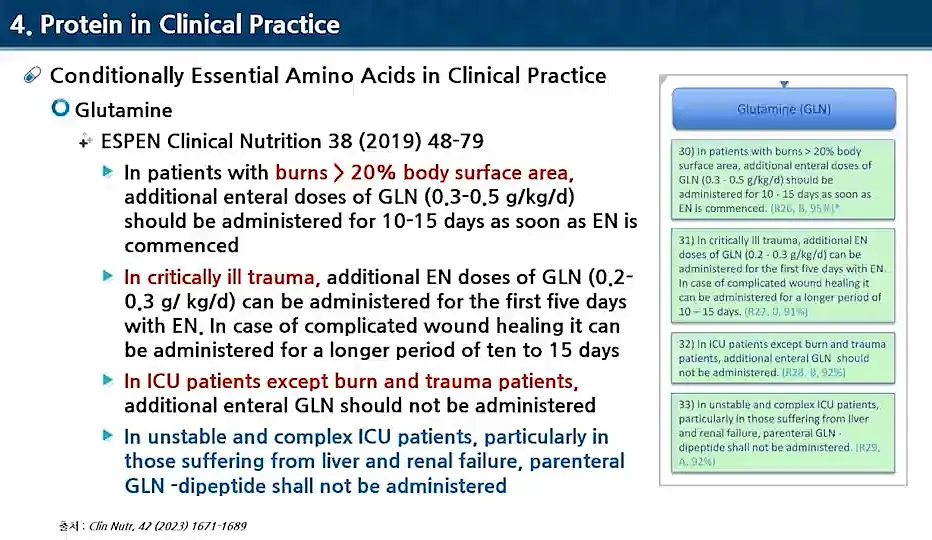 4. Protein in Clinical Practice
Conditionally Essential Amino Acids in Clinical Practice
Glutamine
ESPEN Clinical Nutrition 38 (2019) 48-79
In patients with burns > 20% body surface area,
additional enteral doses of GLN (0.3-0.5 g/kg/d)
should be administered for 10-15 days as soon as EN is
commenced
In critically ill trauma, additional EN doses of GLN (0.2-
0.3 g/ kg/d) can be administered for the first five days
with EN. In case of complicated wound healing it can
be administered for a longer period of ten to 15 days
In ICU patients except burn and trauma patients,
additional enteral GLN should not be administered
In unstable and complex ICU patients, particularly in
those suffering from liver and renal failure, parenteral
GLN -dipeptide shall not be administered
Glutamine (GLN)
30) In patients with burns > 20% body
surface area, additional enteral doses of
GLN (0.3 - 0.5 g/kg/d) should be
administered for 10 - 15 days as soon as
EN is commenced. (R26, B, 95%)*
31) In critically ill trauma, additional EN
doses of GLN (0.2 - 0.3 g/kg/d) can be
administered for the first five days with EN.
In case of complicated wound healing it
can be administered for a longer period of
10 – 15 days. (R27, 0, 91%)
32) In ICU patients except burn and trauma
patients, additional enteral GLN should
not be administered. (R28, B, 92%)
33) In unstable and complex ICU patients,
particularly in those suffering from liver
and renal failure, parenteral GLN -
dipeptide shall not be administered. (R29,
A, 92%)
출처 : Clin Nutr. 42 (2023) 1671-1689